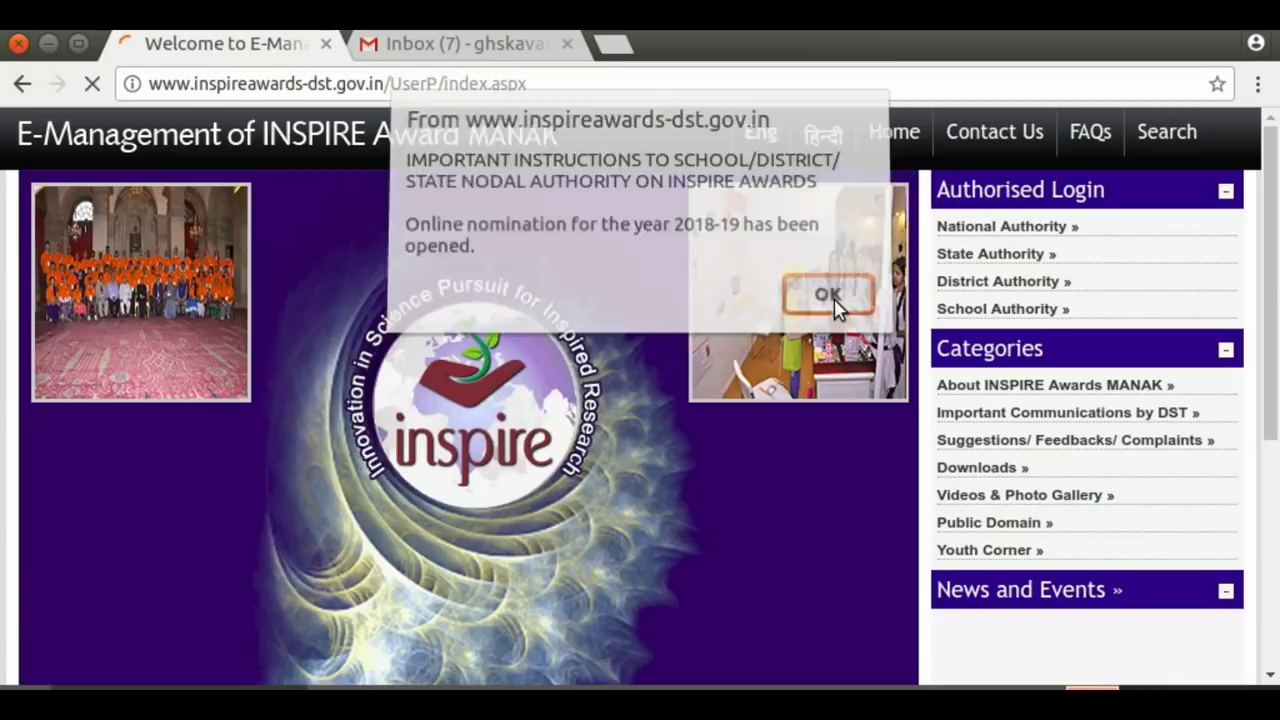 Welcome to E-Mana
Inbox (7) - ghskava
www.inspireawards-dst.gov.in/UserP/index.aspx
E-Management of INSPIRE Award MANAK
Eng
हिन्दी
Home
Contact Us
FAQs
Search
From www.inspireawards-dst.gov.in
IMPORTANT INSTRUCTIONS TO SCHOOL/DISTRICT/
STATE NODAL AUTHORITY ON INSPIRE AWARDS
Online nomination for the year 2018-19 has been
opened.
OK
Innovation in Science Pursuit for Inspired Research
inspire
Authorised Login
National Authority »
State Authority »
District Authority »
School Authority »
Categories
About INSPIRE Awards MANAK »
Important Communications by DST »
Suggestions/ Feedbacks/ Complaints »
Downloads »
Videos & Photo Gallery »
Public Domain »
Youth Corner »
News and Events »